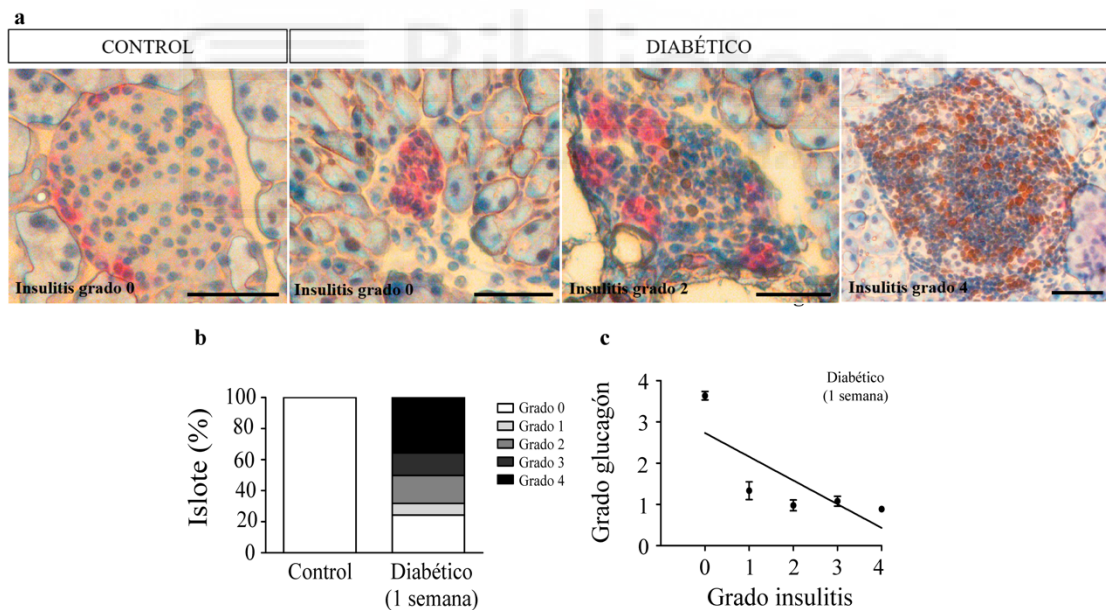 a
CONTROL
DIABÉTICO
Insulitis grado 0
Insulitis grado 0
Insulitis grado 2
Insulitis grado 4
b
Islote (%)
100
80
60
40
20
0
Control
Diabético
(1 semana)
Grado 0
Grado 1
Grado 2
Grado 3
Grado 4
c
Diabético
(1 semana)
Grado glucagón
4
3
2
1
0
0 1 2 3 4
Grado insulitis